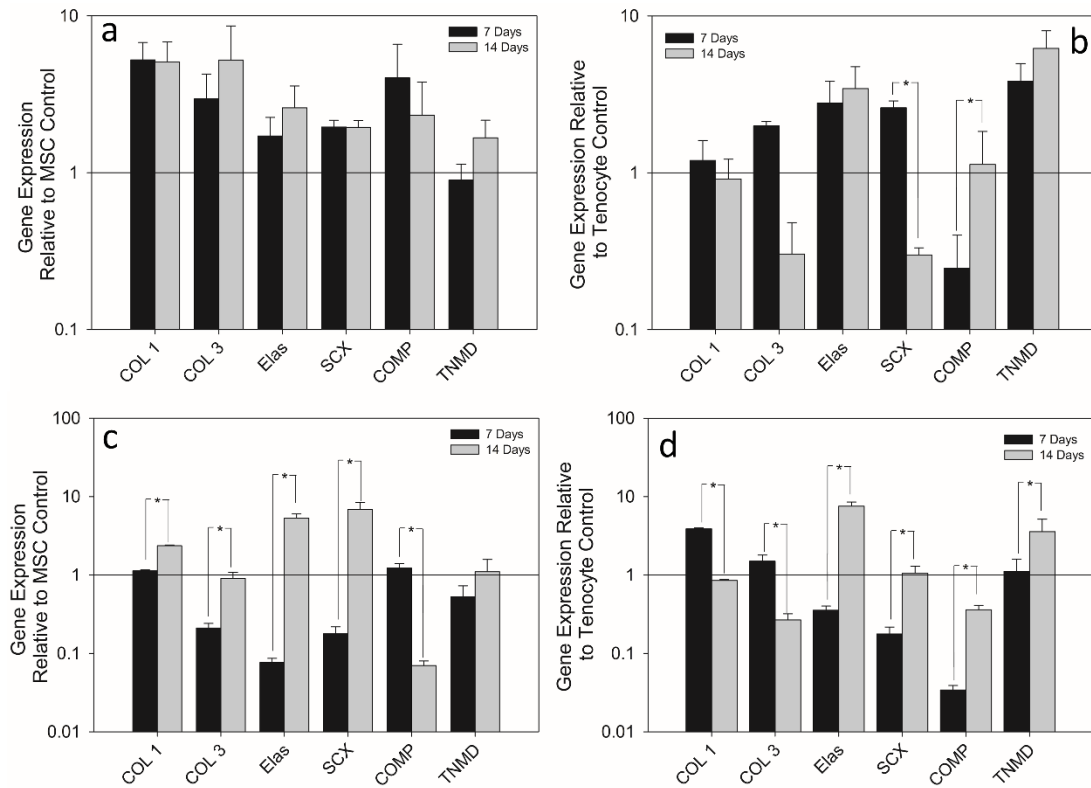 a
7 Days
14 Days
10
1
0.1
Gene Expression
Relative to MSC Control
COL 1
COL 3
Elas
SCX
COMP
TNMD
b
7 Days
14 Days
10
1
0.1
Gene Expression Relative
to Tenocyte Control
*
*
COL 1
COL 3
Elas
SCX
COMP
TNMD
c
7 Days
14 Days
100
10
1
0.1
0.01
Gene Expression
Relative to MSC Control
*
*
*
*
*
COL 1
COL 3
Elas
SCX
COMP
TNMD
d
7 Days
14 Days
100
10
1
0.1
0.01
Gene Expression Relative
to Tenocyte Control
*
*
*
*
*
*
COL 1
COL 3
Elas
SCX
COMP
TNMD